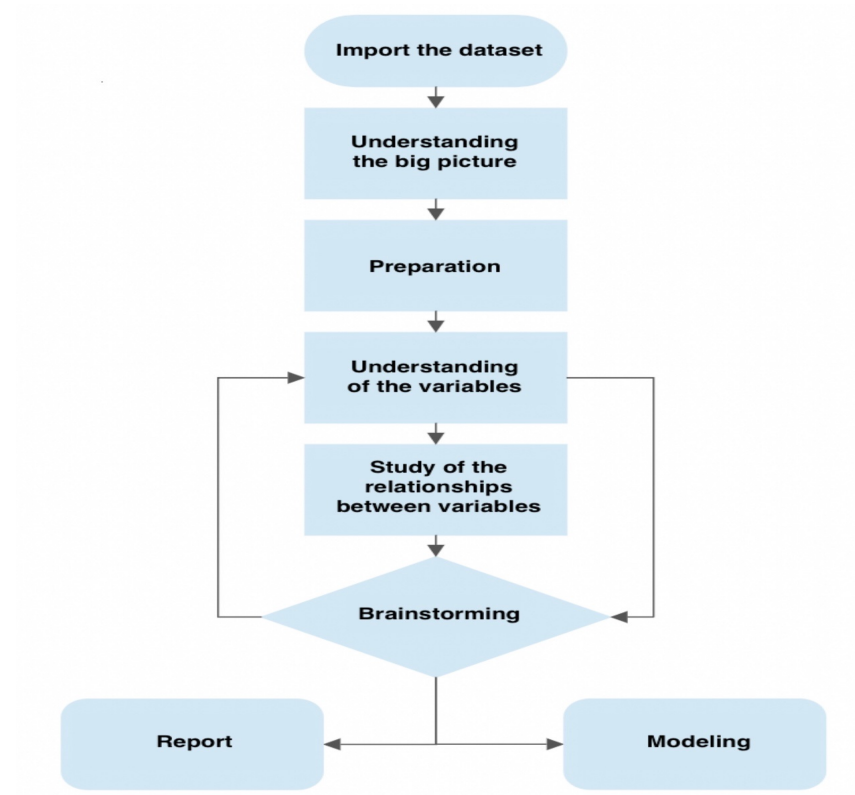 Import the dataset
Understanding
the big picture
Preparation
Understanding
of the variables
Study of the
relationships
between variables
Brainstorming
Report
Modeling